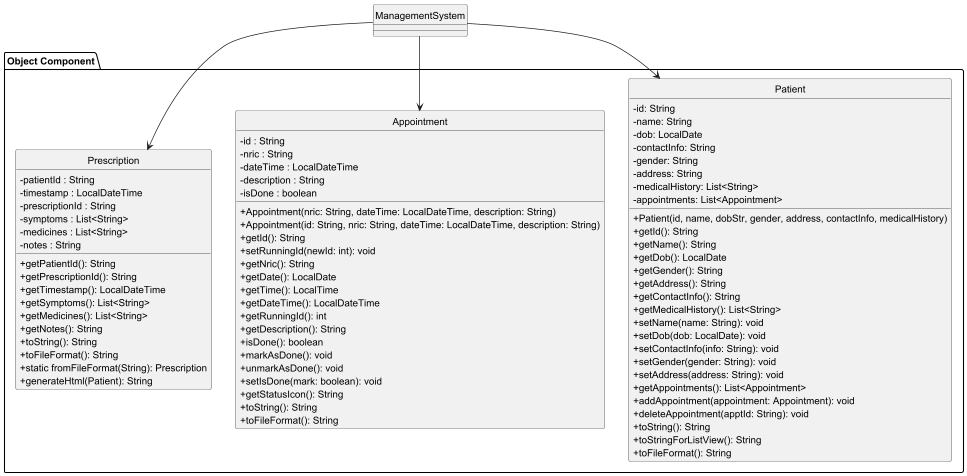 ManagementSystem
Object Component
Prescription
-patientId : String
-timestamp : LocalDateTime
-prescriptionId : String
-symptoms : List<String>
-medicines : List<String>
-notes : String
+getPatientId(): String
+getPrescriptionId(): String
+getTimestamp(): LocalDateTime
+getSymptoms(): List<String>
+getMedicines(): List<String>
+getNotes(): String
+toString(): String
+toFileFormat(): String
+static fromFileFormat(String): Prescription
+generateHtml(Patient): String
Appointment
-id : String
-nric : String
-dateTime : LocalDateTime
-description : String
-isDone : boolean
+Appointment(nric: String, dateTime: LocalDateTime, description: String)
+Appointment(id: String, nric: String, dateTime: LocalDateTime, description: String)
+getId(): String
+setRunningId(newId: int): void
+getNric(): String
+getDate(): LocalDate
+getTime(): LocalTime
+getDateTime(): LocalDateTime
+getRunningId(): int
+getDescription(): String
+isDone(): boolean
+markAsDone(): void
+unmarkAsDone(): void
+setIsDone(mark: boolean): void
+getStatusIcon(): String
+toString(): String
+toFileFormat(): String
Patient
-id: String
-name: String
-dob: LocalDate
-contactInfo: String
-gender: String
-address: String
-medicalHistory: List<String>
-appointments: List<Appointment>
+Patient(id, name, dobStr, gender, address, contactInfo, medicalHistory)
+getId(): String
+getName(): String
+getDob(): LocalDate
+getGender(): String
+getAddress(): String
+getContactInfo(): String
+getMedicalHistory(): List<String>
+setName(name: String): void
+setDob(dob: LocalDate): void
+setContactInfo(info: String): void
+setGender(gender: String): void
+setAddress(address: String): void
+getAppointments(): List<Appointment>
+addAppointment(appointment: Appointment): void
+deleteAppointment(apptId: String): void
+toString(): String
+toStringForListView(): String
+toFileFormat(): String